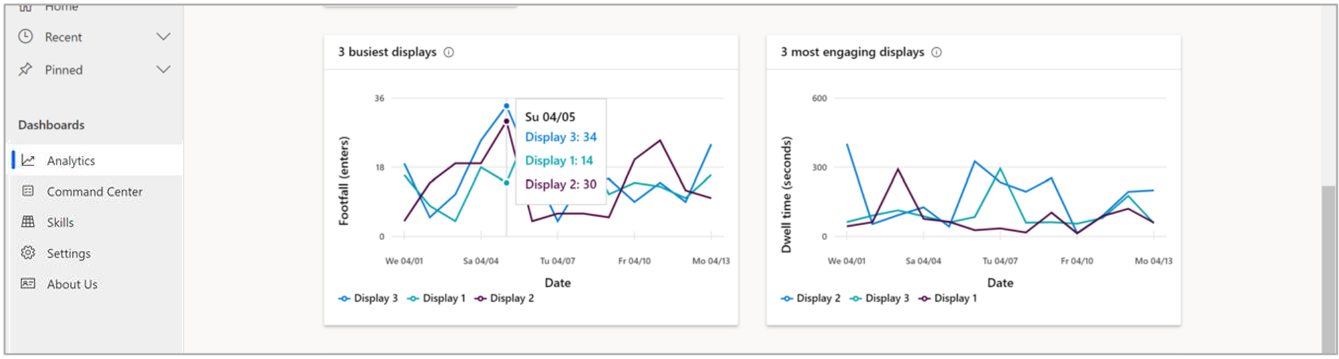 Home
Recent
Pinned
Dashboards
Analytics
Command Center
Skills
Settings
About Us
3 busiest displays
36
18
0
Footfall (enters)
Su 04/05
Display 3: 34
Display 1: 14
Display 2: 30
We 04/01 Sa 04/04 Tu 04/07 Fr 04/10 Mo 04/13
Date
Display 3 Display 1 Display 2
3 most engaging displays
600
300
0
Dwell time (seconds)
We 04/01 Sa 04/04 Tu 04/07 Fr 04/10 Mo 04/13
Date
Display 2 Display 3 Display 1